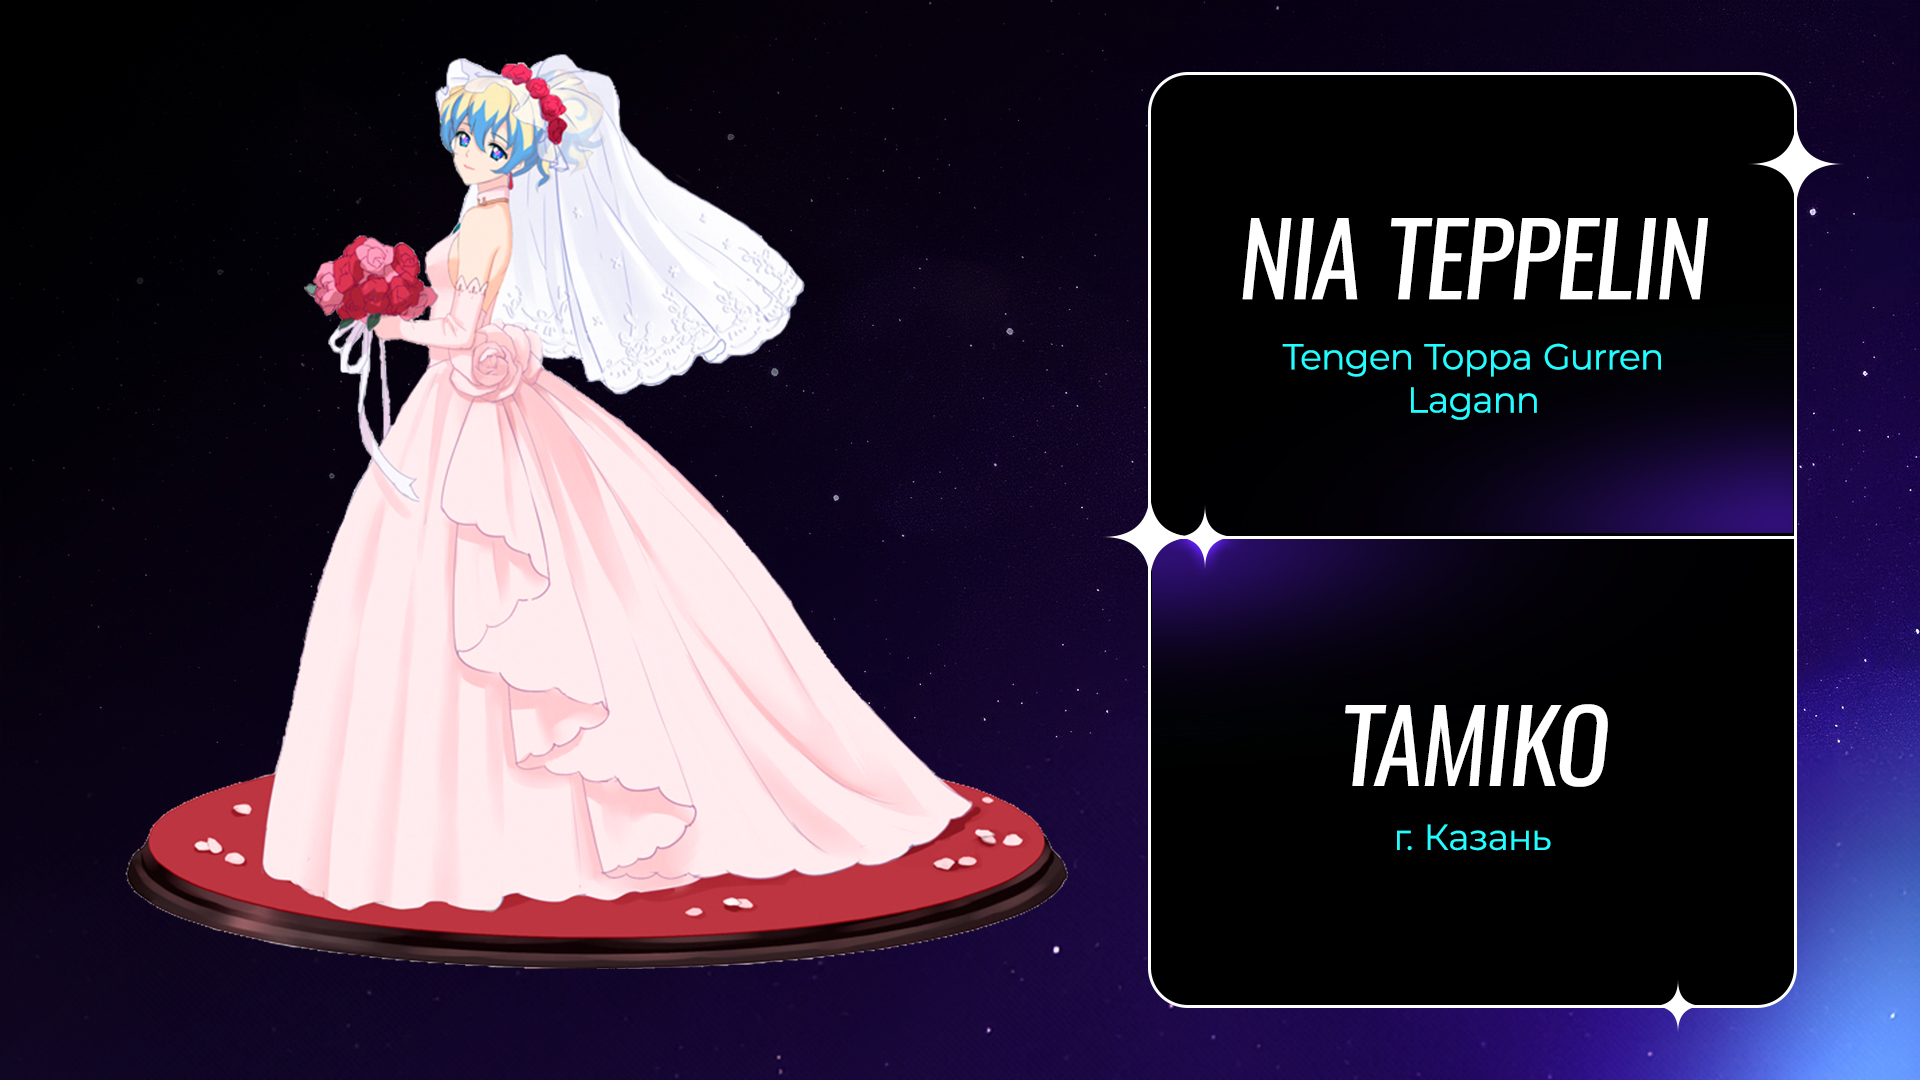 NIA TEPPELIN
Tengen Toppa Gurren
Lagann
TAMIKO
г. Казань